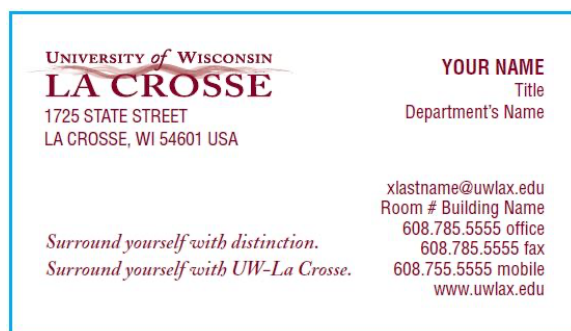 UNIVERSITY of WISCONSIN
LA CROSSE
1725 STATE STREET
LA CROSSE, WI 54601 USA
YOUR NAME
Title
Department's Name
xlastname@uwlax.edu
Room # Building Name
608.785.5555 office
608.785.5555 fax
608.755.5555 mobile
www.uwlax.edu
Surround yourself with distinction.
Surround yourself with UW-La Crosse.